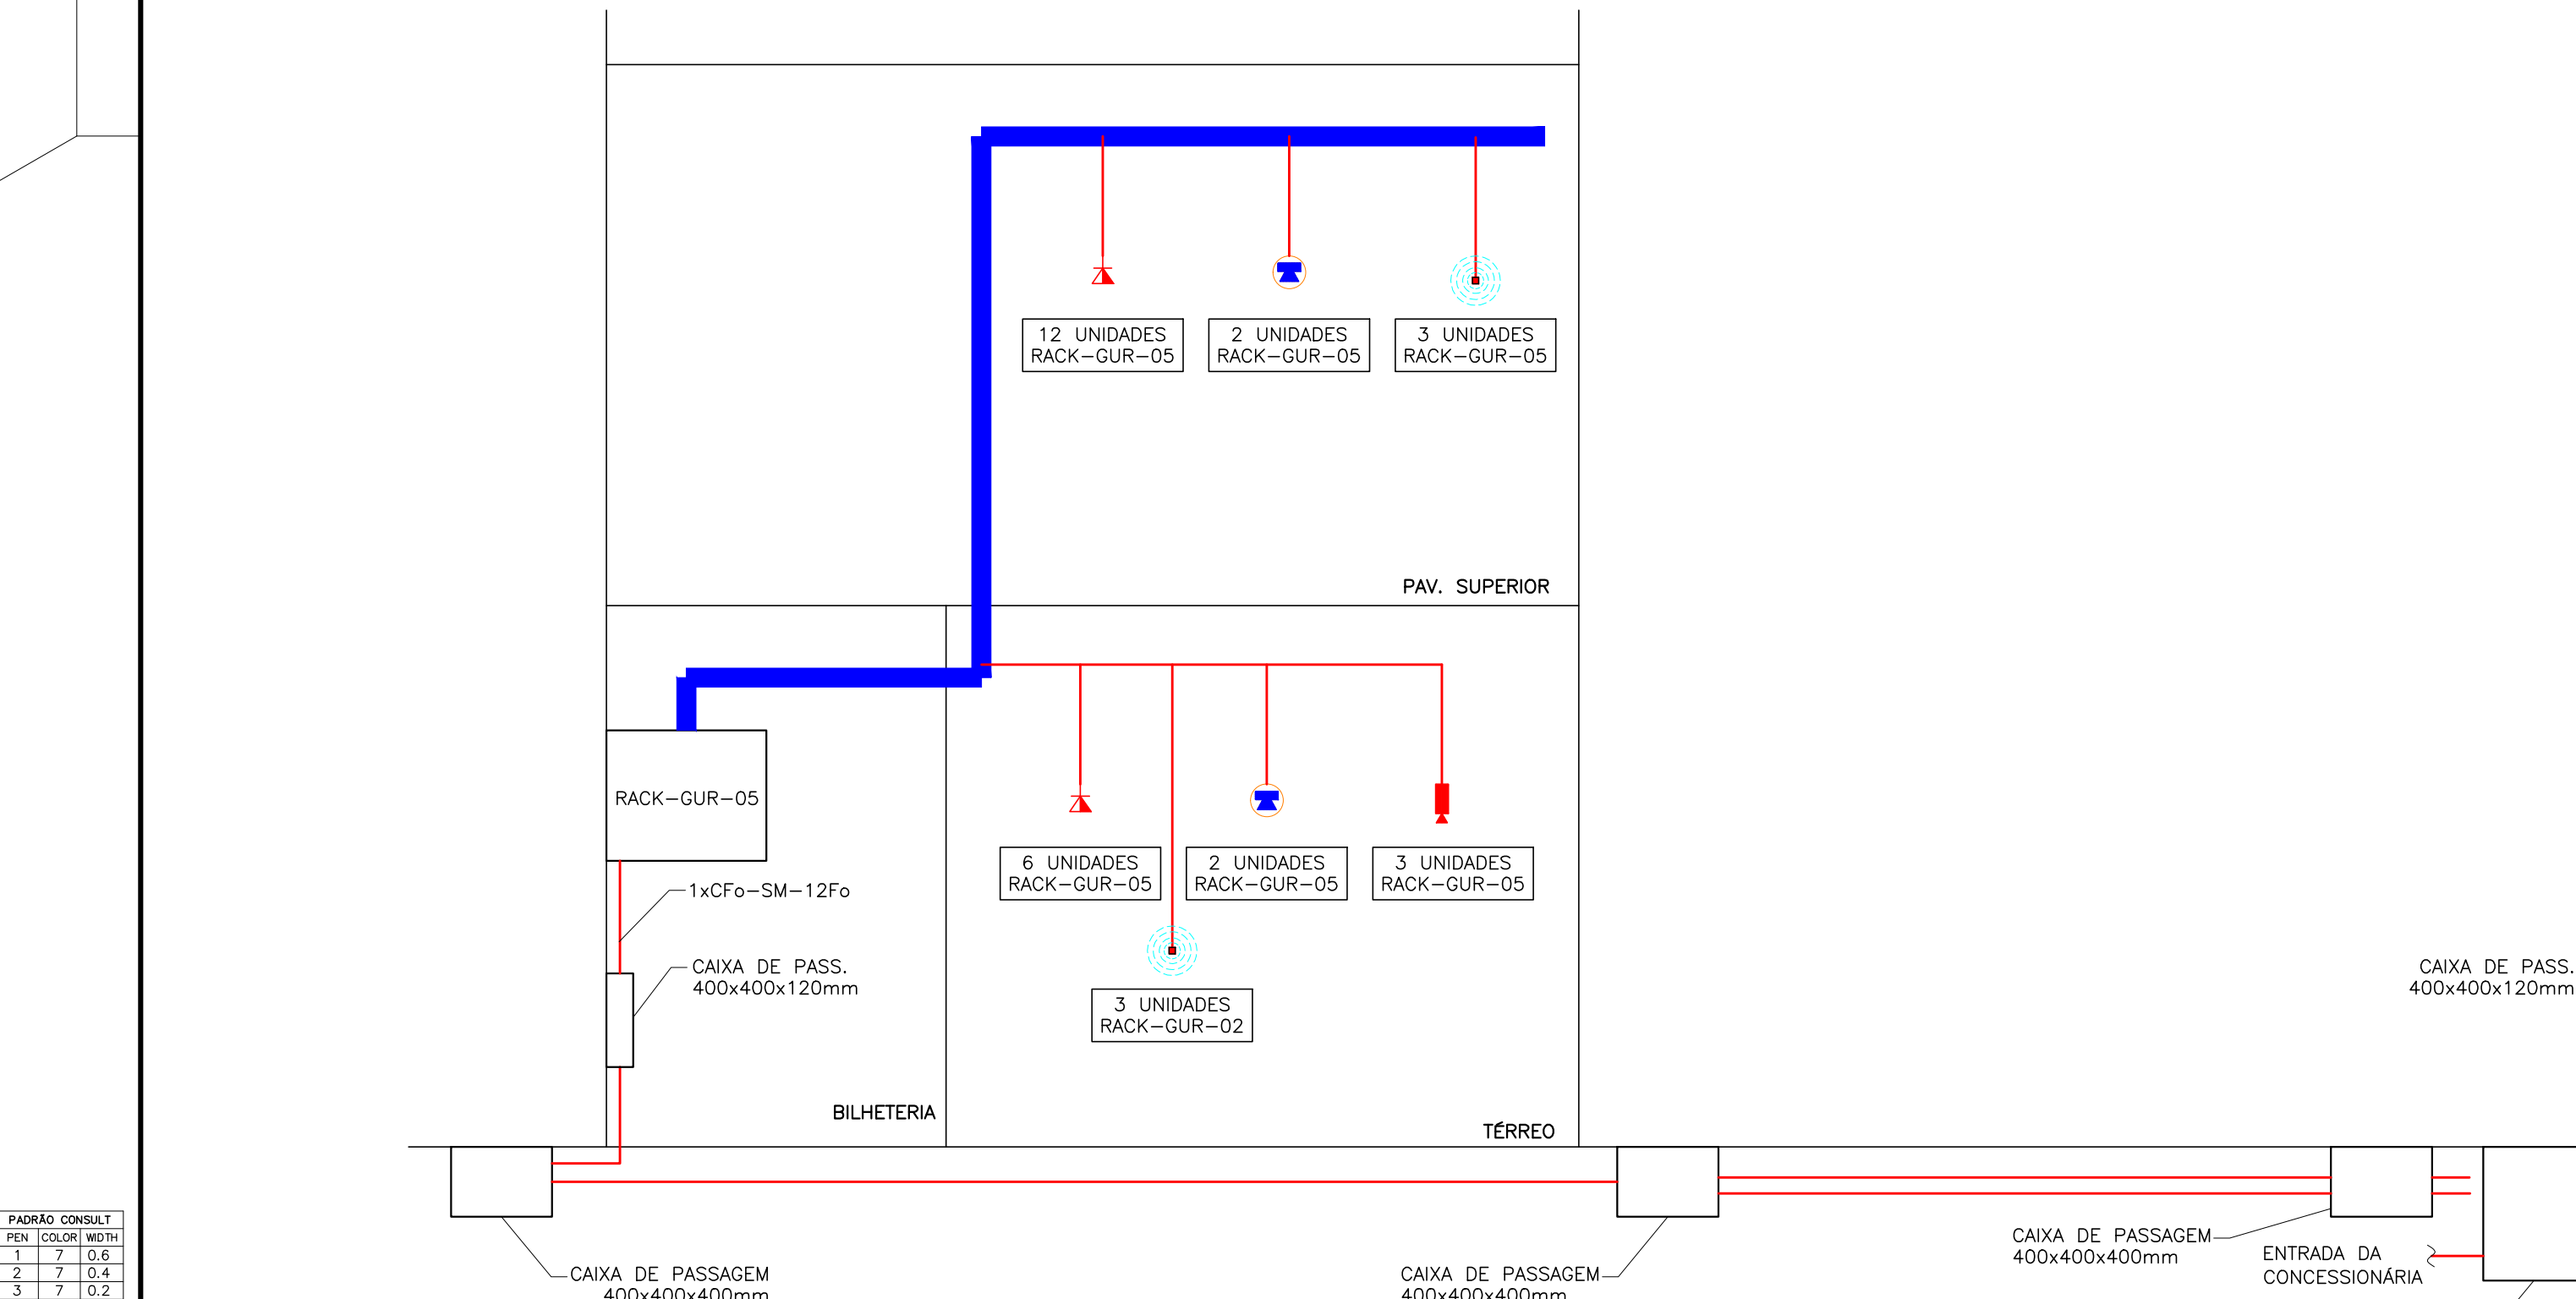 12 UNIDADES
RACK-GUR-05
2 UNIDADES
RACK-GUR-05
3 UNIDADES
RACK-GUR-05
PAV. SUPERIOR
RACK-GUR-05
6 UNIDADES
RACK-GUR-05
2 UNIDADES
RACK-GUR-05
3 UNIDADES
RACK-GUR-05
1xCFo-SM-12Fo
CAIXA DE PASS.
400x400x120mm
3 UNIDADES
RACK-GUR-02
CAIXA DE PASS.
400x400x120mm
BILHETERIA
TÉRREO
CAIXA DE PASSAGEM
400x400x400mm
CAIXA DE PASSAGEM
400x400x400mm
CAIXA DE PASSAGEM
400x400x400mm
ENTRADA DA
CONCESSIONÁRIA
PADRÃO CONSULT
PEN COLOR WIDTH
1 7 0.6
2 7 0.4
3 7 0.2